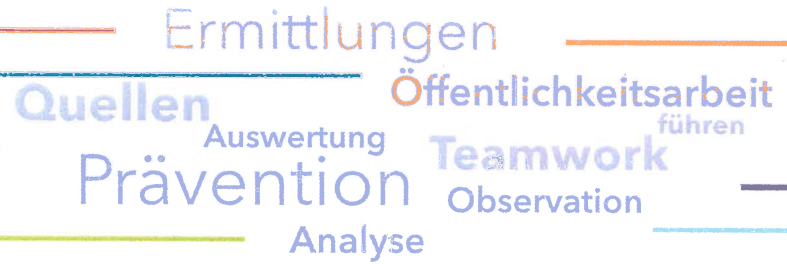 Ermittlungen
Öffentlichkeitsarbeit
Quellen
führen
Auswertung
Teamwork
Prävention
Observation
Analyse